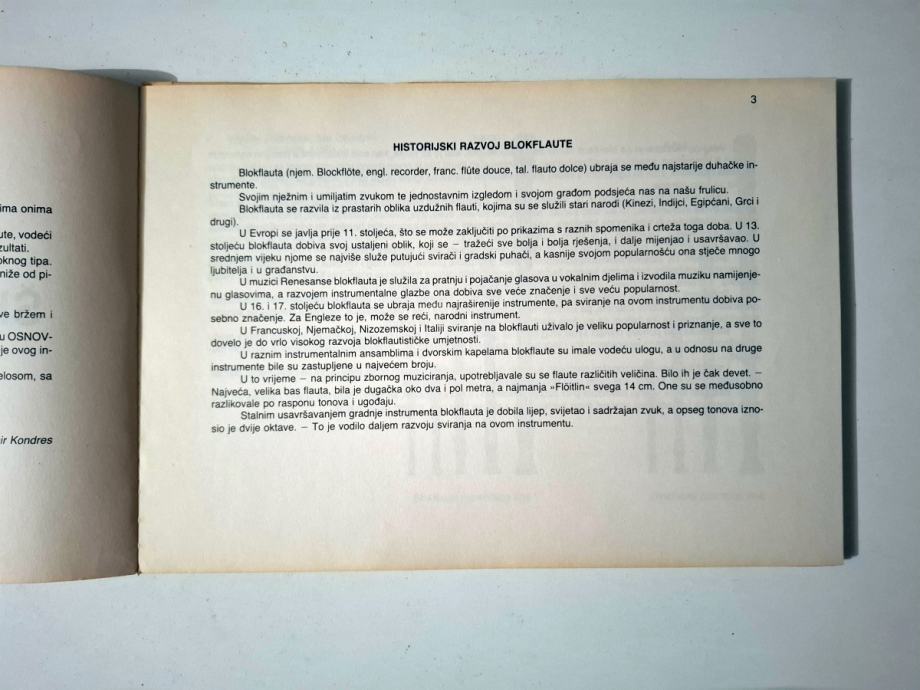 ima onima
ute, vodeći
zultati.
oknog tipa.
niže od pi-
ve bržem i
u OSNOV-
je ovog in-
elosom, sa
ir Kondres
3
HISTORIJSKI RAZVOJ BLOKFLAUTE
Blokflauta (njem. Blockflöte, engl. recorder, franc. flûte douce, tal. flauto dolce) ubraja se među najstarije duhačke in-
strumente.
Svojim nježnim i umiljatim zvukom te jednostavnim izgledom i svojom građom podsjeća nas na našu frulicu.
Blokflauta se razvila iz prastarih oblika uzdužnih flauti, kojima su se služili stari narodi (Kinezi, Indijci, Egipćani, Grci i
drugi).
U Evropi se javlja prije 11. stoljeća, što se može zaključiti po prikazima s raznih spomenika i crteža toga doba. U 13.
stoljeću blokflauta dobiva svoj ustaljeni oblik, koji se – tražeći sve bolja i bolja rješenja, i dalje mijenjao i usavršavao. U
srednjem vijeku njome se najviše služe putujući svirači i gradski puhači, a kasnije svojom popularnošću ona stječe mnogo
ljubitelja i u građanstvu.
U muzici Renesanse blokflauta je služila za pratnju i pojačanje glasova u vokalnim djelima i izvodila muziku namijenje-
nu glasovima, a razvojem instrumentalne glazbe ona dobiva sve veće značenje i sve veću popularnost.
U 16. i 17. stoljeću blokflauta se ubraja među najraširenije instrumente, pa sviranje na ovom instrumentu dobiva po-
sebno značenje. Za Engleze to je, može se reći, narodni instrument.
U Francuskoj, Njemačkoj, Nizozemskoj i Italiji sviranje na blokflauti uživalo je veliku popularnost i priznanje, a sve to
dovelo je do vrlo visokog razvoja blokflautističke umjetnosti.
U raznim instrumentalnim ansamblima i dvorskim kapelama blokflaute su imale vodeću ulogu, a u odnosu na druge
instrumente bile su zastupljene u najvećem broju.
U to vrijeme – na principu zbornog muziciranja, upotrebljavale su se flaute različitih veličina. Bilo ih je čak devet. –
Najveća, velika bas flauta, bila je dugačka oko dva i pol metra, a najmanja »Flöitlin« svega 14 cm. One su se međusobno
razlikovale po rasponu tonova i ugođaju.
Stalnim usavršavanjem gradnje instrumenta blokflauta je dobila lijep, svijetao i sadržajan zvuk, a opseg tonova izno-
sio je dvije oktave. – To je vodilo daljem razvoju sviranja na ovom instrumentu.